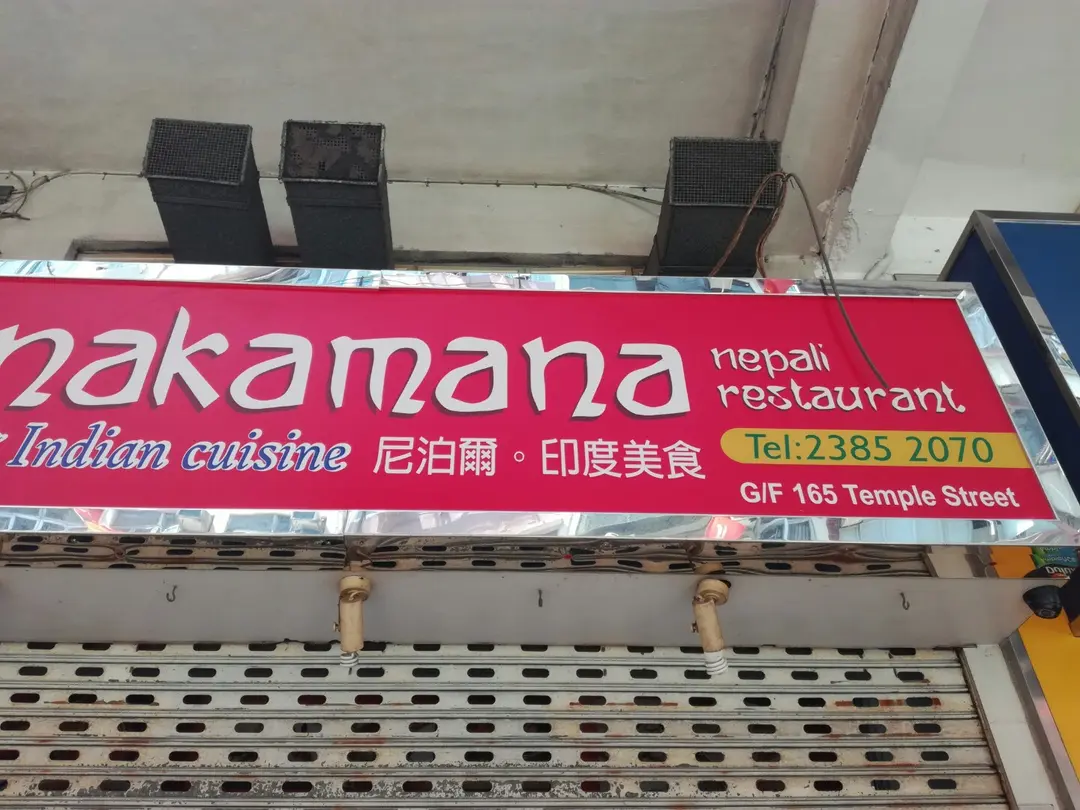 nakamana
nepali
restaurant
Indian cuisine 尼泊爾。印度美食
Tel:2385 2070
G/F 165 Temple Street